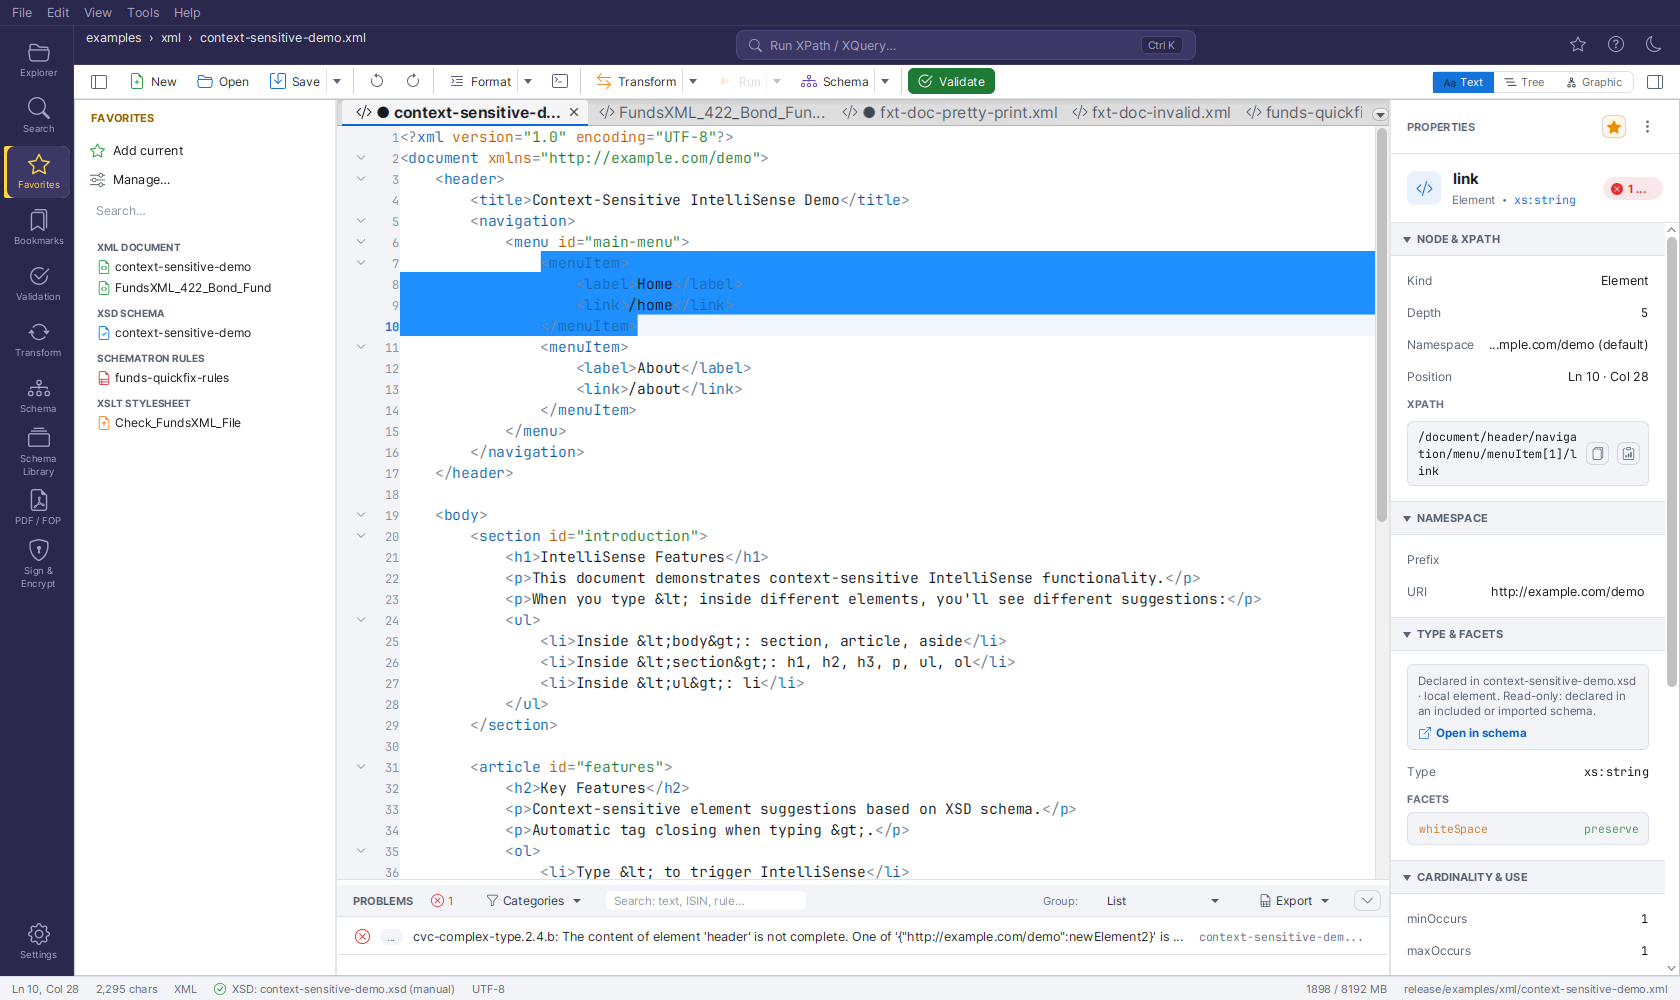 File Edit View Tools Help
examples › xml › context-sensitive-demo.xml
Run XPath / XQuery... Ctrl K
New Open Save Format Transform Run Schema Validate Aa Text Tree Graphic
Explorer
Search
Favorites
Bookmarks
Validation
Transform
Schema
Schema
Library
PDF / FOP
Sign &
Encrypt
Settings
FAVORITES
Add current
Manage...
Search...
XML DOCUMENT
context-sensitive-demo
FundsXML_422_Bond_Fund
XSD SCHEMA
context-sensitive-demo
SCHEMATRON RULES
funds-quickfix-rules
XSLT STYLESHEET
Check_FundsXML_File
context-sensitive-d... FundsXML_422_Bond_Fun... fxt-doc-pretty-print.xml fxt-doc-invalid.xml funds-quickfi
1 <?xml version="1.0" encoding="UTF-8"?>
2 <document xmlns="http://example.com/demo">
3 <header>
4 <title>Context-Sensitive IntelliSense Demo</title>
5 <navigation>
6 <menu id="main-menu">
7 <menuItem>
8 <label>Home</label>
9 <link>/home</link>
10 </menuItem>
11 <menuItem>
12 <label>About</label>
13 <link>/about</link>
14 </menuItem>
15 </menu>
16 </navigation>
17 </header>
18
19 <body>
20 <section id="introduction">
21 <h1>IntelliSense Features</h1>
22 <p>This document demonstrates context-sensitive IntelliSense functionality.</p>
23 <p>When you type &lt; inside different elements, you'll see different suggestions:</p>
24 <ul>
25 <li>Inside &lt;body&gt;: section, article, aside</li>
26 <li>Inside &lt;section&gt;: h1, h2, h3, p, ul, ol</li>
27 <li>Inside &lt;ul&gt;: li</li>
28 </ul>
29 </section>
30
31 <article id="features">
32 <h2>Key Features</h2>
33 <p>Context-sensitive element suggestions based on XSD schema.</p>
34 <p>Automatic tag closing when typing &gt;.</p>
35 <ol>
36 <li>Type &lt; to trigger IntelliSense</li>
PROBLEMS 1 Categories Search: text, ISIN, rule... Group: List Export
... cvc-complex-type.2.4.b: The content of element 'header' is not complete. One of '{"http://example.com/demo":newElement2}' is ... context-sensitive-dem...
PROPERTIES
link
Element • xs:string
1 ...
NODE & XPATH
Kind Element
Depth 5
Namespace ...mple.com/demo (default)
Position Ln 10 · Col 28
XPATH
/document/header/naviga
tion/menu/menuItem[1]/l
ink
NAMESPACE
Prefix
URI http://example.com/demo
TYPE & FACETS
Declared in context-sensitive-demo.xsd
· local element. Read-only: declared in
an included or imported schema.
Open in schema
Type xs:string
FACETS
whiteSpace preserve
CARDINALITY & USE
minOccurs 1
maxOccurs 1
Ln 10, Col 28 2,295 chars XML XSD: context-sensitive-demo.xsd (manual) UTF-8 1898 / 8192 MB release/examples/xml/context-sensitive-demo.xml